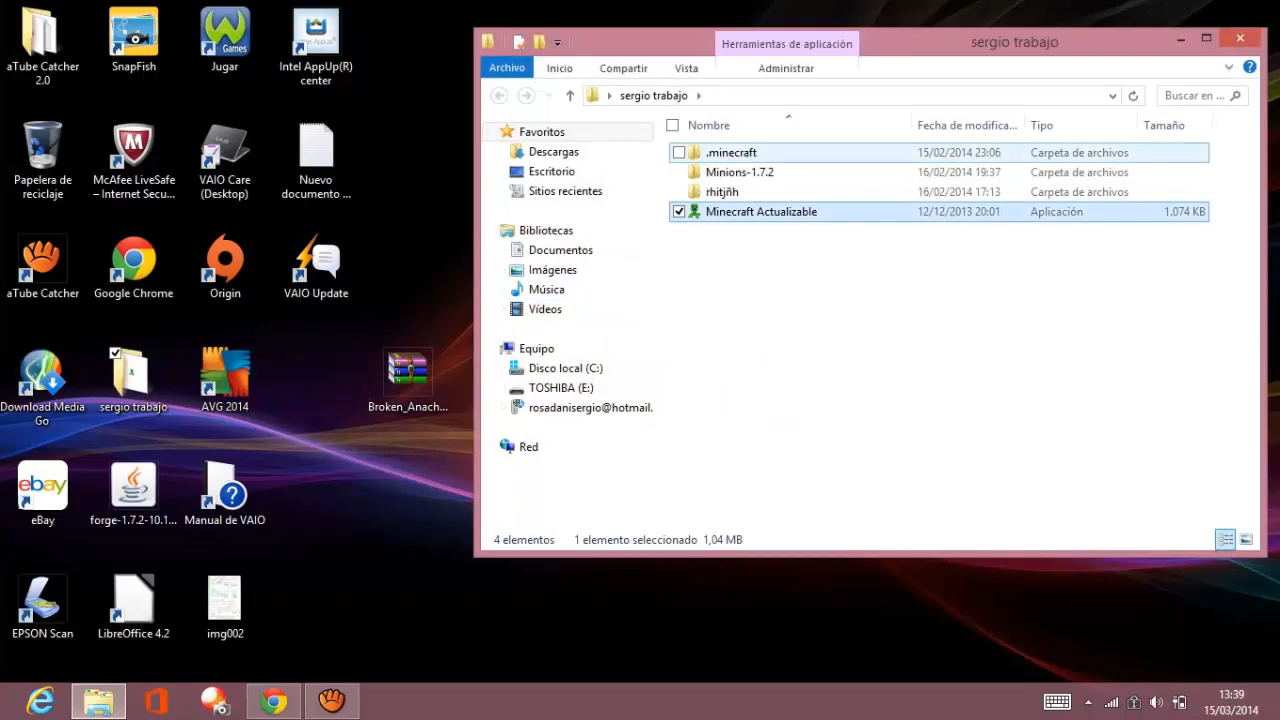 aTube Catcher
2.0
SnapFish
Games
Jugar
Intel AppUp(R)
center
Papelera de
reciclaje
McAfee LiveSafe
– Internet Secu...
VAIO Care
(Desktop)
Nuevo
documento ...
aTube Catcher
Google Chrome
Origin
VAIO Update
Download Media
Go
sergio trabajo
AVG 2014
Broken_Anach...
ebay
eBay
forge-1.7.2-10.1...
Manual de VAIO
EPSON Scan
LibreOffice 4.2
img002
Herramientas de aplicación
sergio trabajo
Archivo
Inicio
Compartir
Vista
Administrar
sergio trabajo
Buscar en ...
Nombre
Fecha de modifica...
Tipo
Tamaño
.minecraft
15/02/2014 23:06
Carpeta de archivos
Minions-1.7.2
16/02/2014 19:37
Carpeta de archivos
rhitjñh
16/02/2014 17:13
Carpeta de archivos
Minecraft Actualizable
12/12/2013 20:01
Aplicación
1.074 KB
Favoritos
Descargas
Escritorio
Sitios recientes
Bibliotecas
Documentos
Imágenes
Música
Vídeos
Equipo
Disco local (C:)
TOSHIBA (E:)
rosadanisergio@hotmail.
Red
4 elementos
1 elemento seleccionado 1,04 MB
13:39
15/03/2014